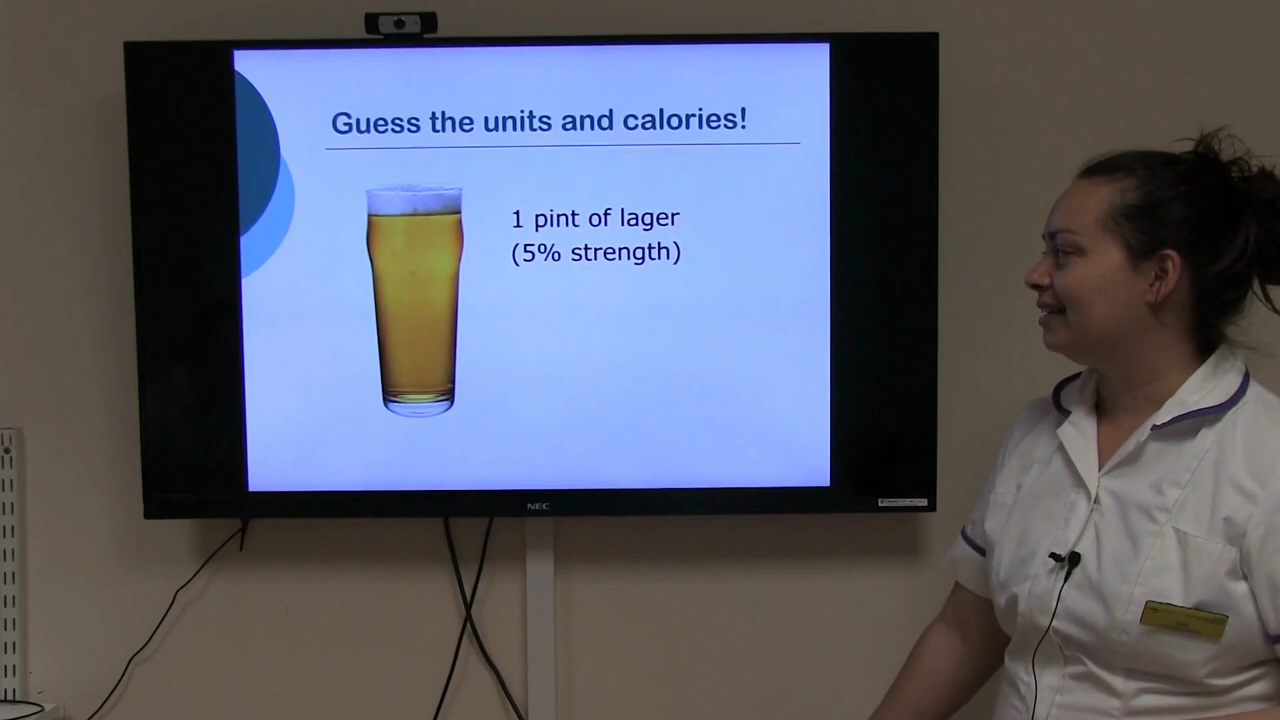 Guess the units and calories!
1 pint of lager
(5% strength)
NEC